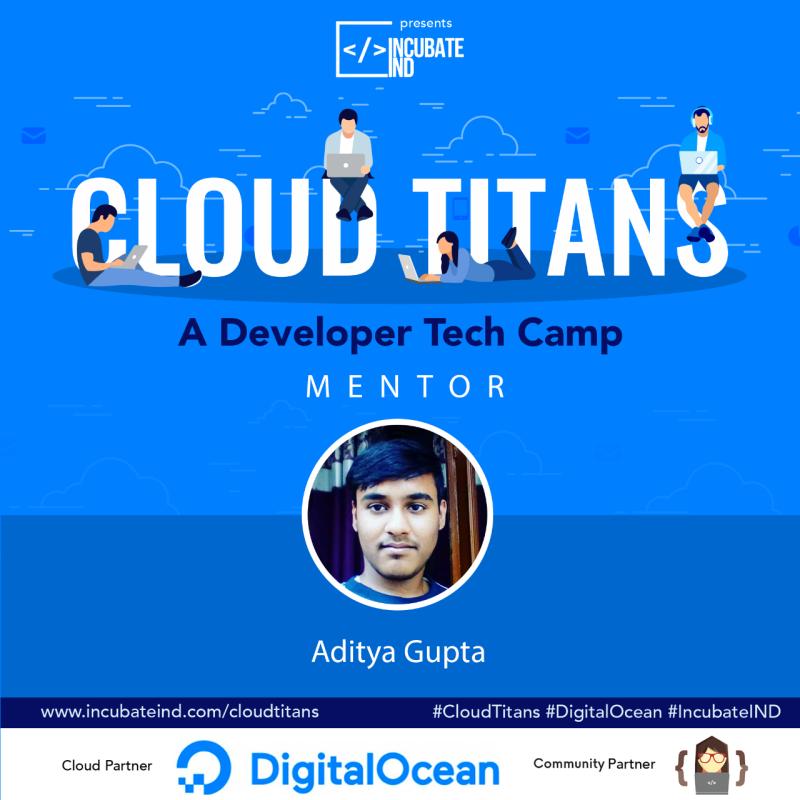 presents
</>INCUBATE
IND
CLOUD TITANS
A Developer Tech Camp
MENTOR
Aditya Gupta
www.incubateind.com/cloudtitans #CloudTitans #DigitalOcean #IncubateIND
Cloud Partner DigitalOcean Community Partner { </> }